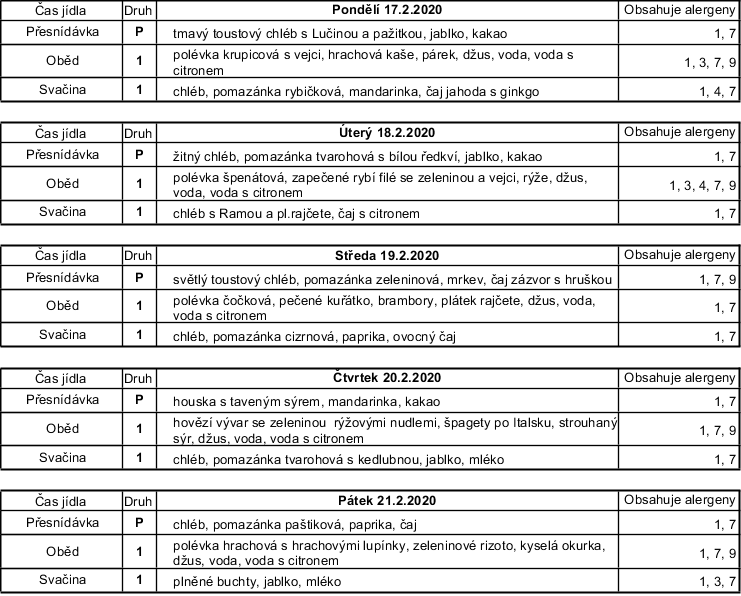 Čas jídla Druh Pondělí 17.2.2020 Obsahuje alergeny
Přesnídávka P tmavý toustový chléb s Lučinou a pažitkou, jablko, kakao 1, 7
Oběd 1 polévka krupicová s vejci, hrachová kaše, párek, džus, voda, voda s 1, 3, 7, 9
citronem
Svačina 1 chléb, pomazánka rybičková, mandarinka, čaj jahoda s ginkgo 1, 4, 7
Čas jídla Druh Úterý 18.2.2020 Obsahuje alergeny
Přesnídávka P žitný chléb, pomazánka tvarohová s bílou ředkví, jablko, kakao 1, 7
Oběd 1 polévka špenátová, zapečené rybí filé se zeleninou a vejci, rýže, džus, 1, 3, 4, 7, 9
voda, voda s citronem
Svačina 1 chléb s Ramou a pl.rajčete, čaj s citronem 1, 7
Čas jídla Druh Středa 19.2.2020 Obsahuje alergeny
Přesnídávka P světlý toustový chléb, pomazánka zeleninová, mrkev, čaj zázvor s hruškou 1, 7, 9
Oběd 1 polévka čočková, pečené kuřátko, brambory, plátek rajčete, džus, voda, 1, 7
voda s citronem
Svačina 1 chléb, pomazánka cizrnová, paprika, ovocný čaj 1, 7
Čas jídla Druh Čtvrtek 20.2.2020 Obsahuje alergeny
Přesnídávka P houska s taveným sýrem, mandarinka, kakao 1, 7
Oběd 1 hovězí vývar se zeleninou rýžovými nudlemi, špagety po Italsku, strouhaný 1, 7, 9
sýr, džus, voda, voda s citronem
Svačina 1 chléb, pomazánka tvarohová s kedlubnou, jablko, mléko 1, 7
Čas jídla Druh Pátek 21.2.2020 Obsahuje alergeny
Přesnídávka P chléb, pomazánka paštiková, paprika, čaj 1, 7
Oběd 1 polévka hrachová s hrachovými lupínky, zeleninové rizoto, kyselá okurka, 1, 7, 9
džus, voda, voda s citronem
Svačina 1 plněné buchty, jablko, mléko 1, 3, 7